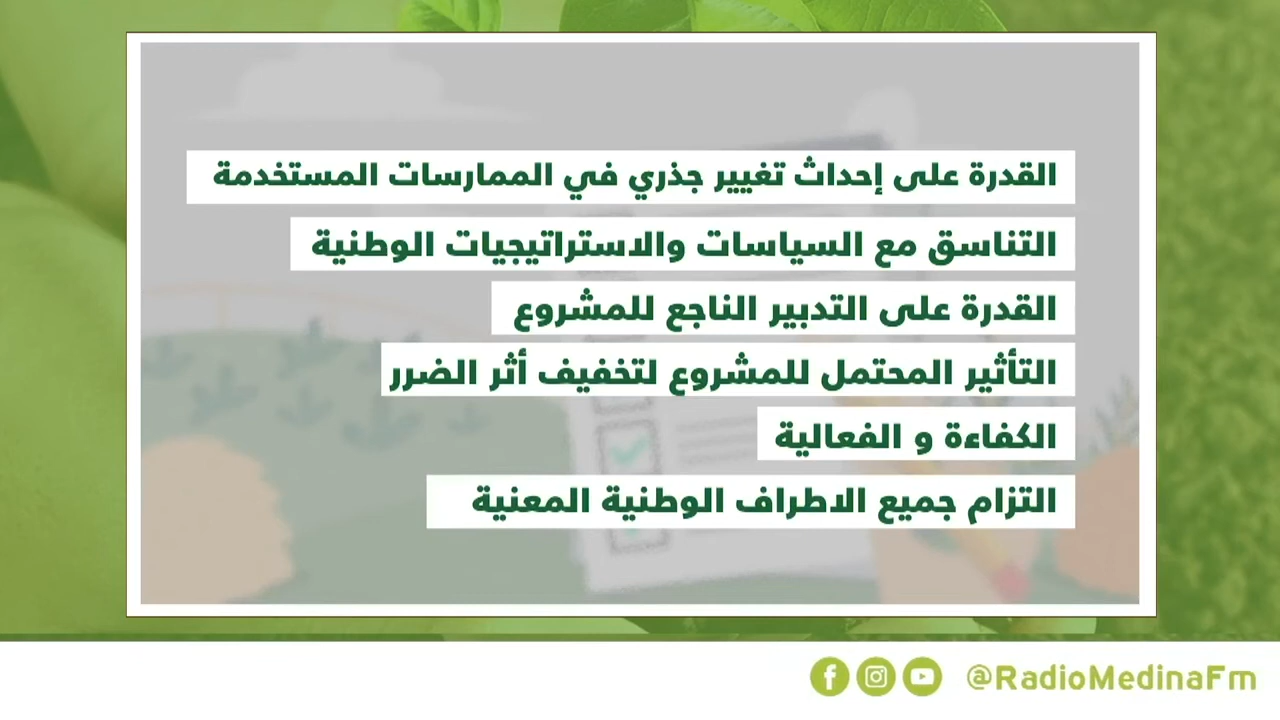 القدرة على إحداث تغيير جذري في الممارسات المستخدمة
التناسق مع السياسات والاستراتيجيات الوطنية
القدرة على التدبير الناجع للمشروع
التأثير المحتمل للمشروع لتخفيف أثر الضرر
الكفاءة و الفعالية
التزام جميع الاطراف الوطنية المعنية
@RadioMedinaFm